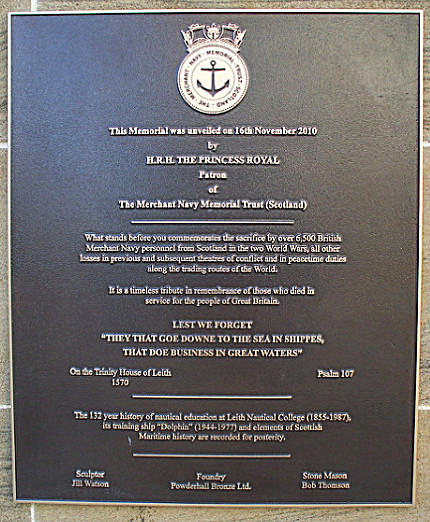 THE MERCHANT NAVY MEMORIAL TRUST SCOTLAND
This Memorial was unveiled on 16th November 2010
by
H.R.H. THE PRINCESS ROYAL
Patron
of
The Merchant Navy Memorial Trust (Scotland)
What stands before you commemorates the sacrifice by over 6,500 British
Merchant Navy personnel from Scotland in the two World Wars, all other
losses in previous and subsequent theatres of conflict and in peacetime duties
along the trading routes of the World.
It is a timeless tribute in remembrance of those who died in
service for the people of Great Britain.
LEST WE FORGET
“THEY THAT GOE DOWNE TO THE SEA IN SHIPPES,
THAT DOE BUSINESS IN GREAT WATERS”
On the Trinity House of Leith Psalm 107
1570
The 132 year history of nautical education at Leith Nautical College (1855-1987),
its training ship “Dolphin” (1944-1977) and elements of Scottish
Maritime history are recorded for posterity.
Sculptor Foundry Stone Mason
Jill Watson Powderhall Bronze Ltd. Bob Thomson